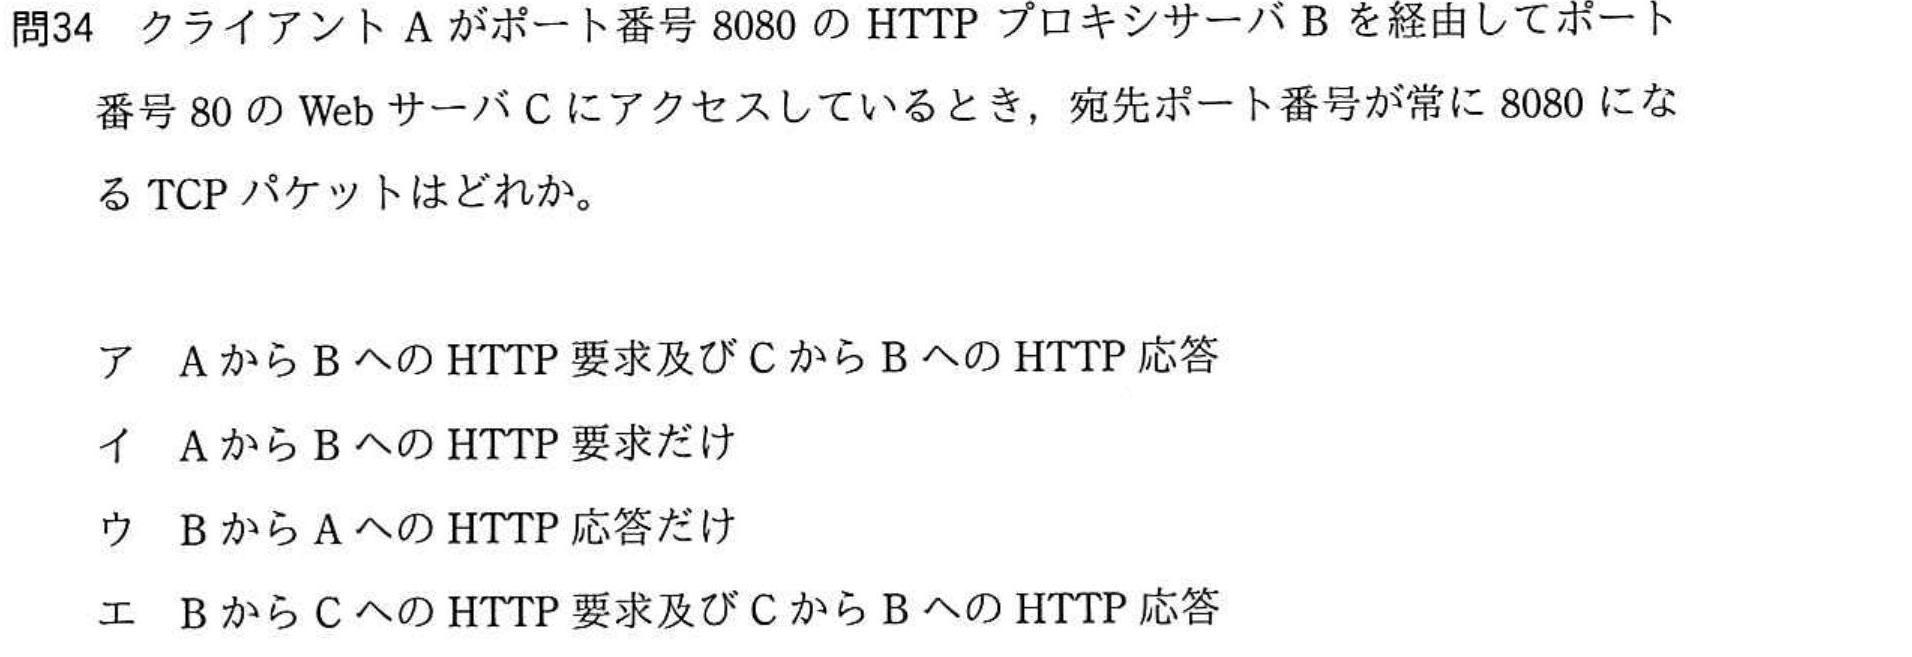 問34 クライアント A がポート番号 8080 の HTTP プロキシサーバ B を経由してポート
番号 80 の Web サーバ C にアクセスしているとき，宛先ポート番号が常に 8080 にな
る TCP パケットはどれか。
ア A から B への HTTP 要求及び C から B への HTTP 応答
イ A から B への HTTP 要求だけ
ウ B から A への HTTP 応答だけ
エ B から C への HTTP 要求及び C から B への HTTP 応答